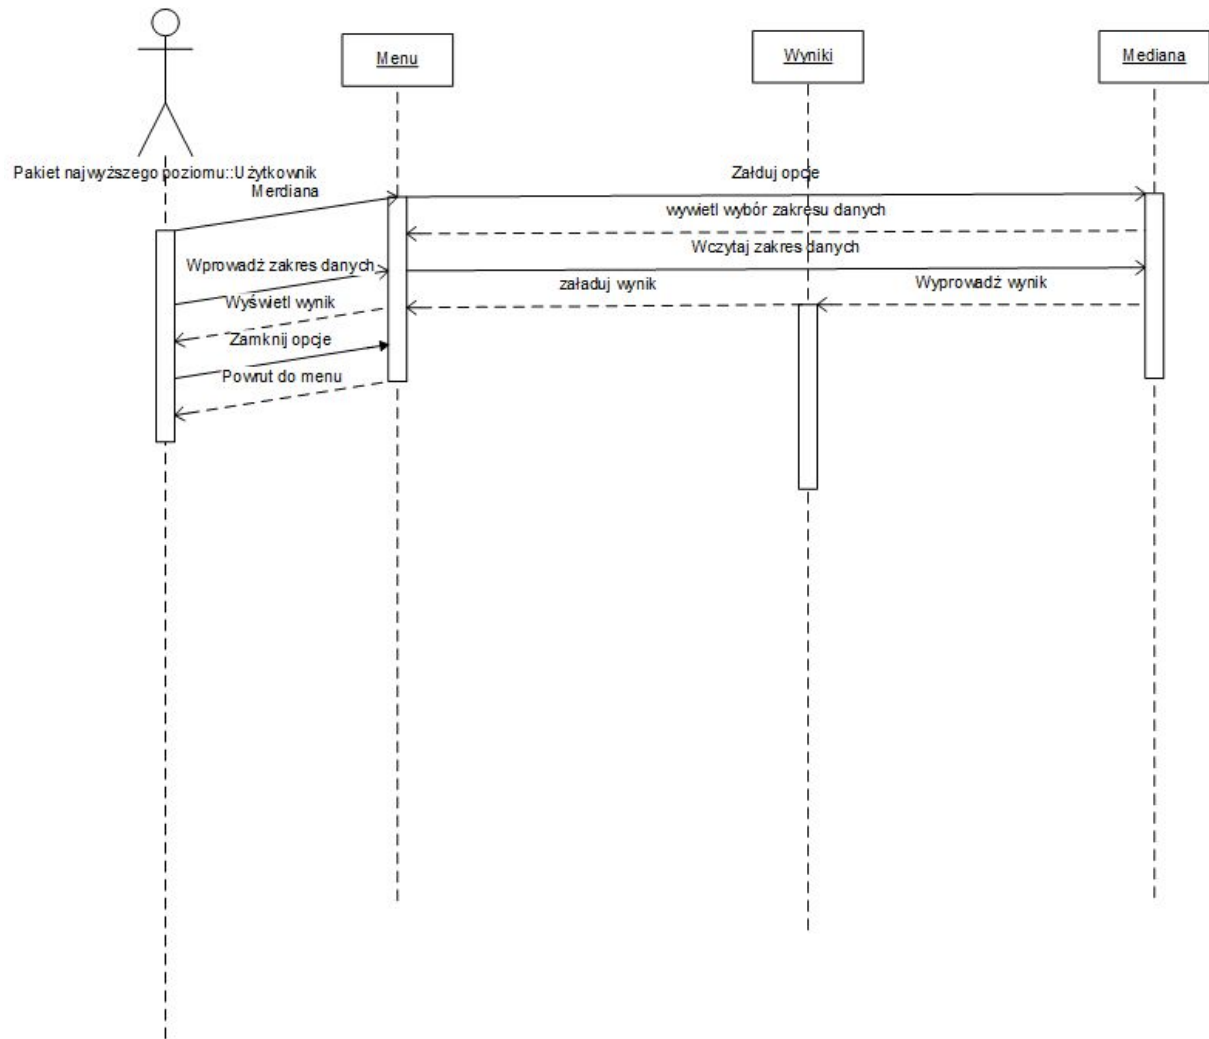 Menu
Wyniki
Mediana
Pakiet najwyższego poziomu::Użytkownik
Merdiana
Załduj opcje
wywietl wybór zakresu danych
Wczytaj zakres danych
Wprowadź zakres danych
załaduj wynik
Wyprowadź wynik
Wyświetl wynik
Zamknij opcje
Powrut do menu